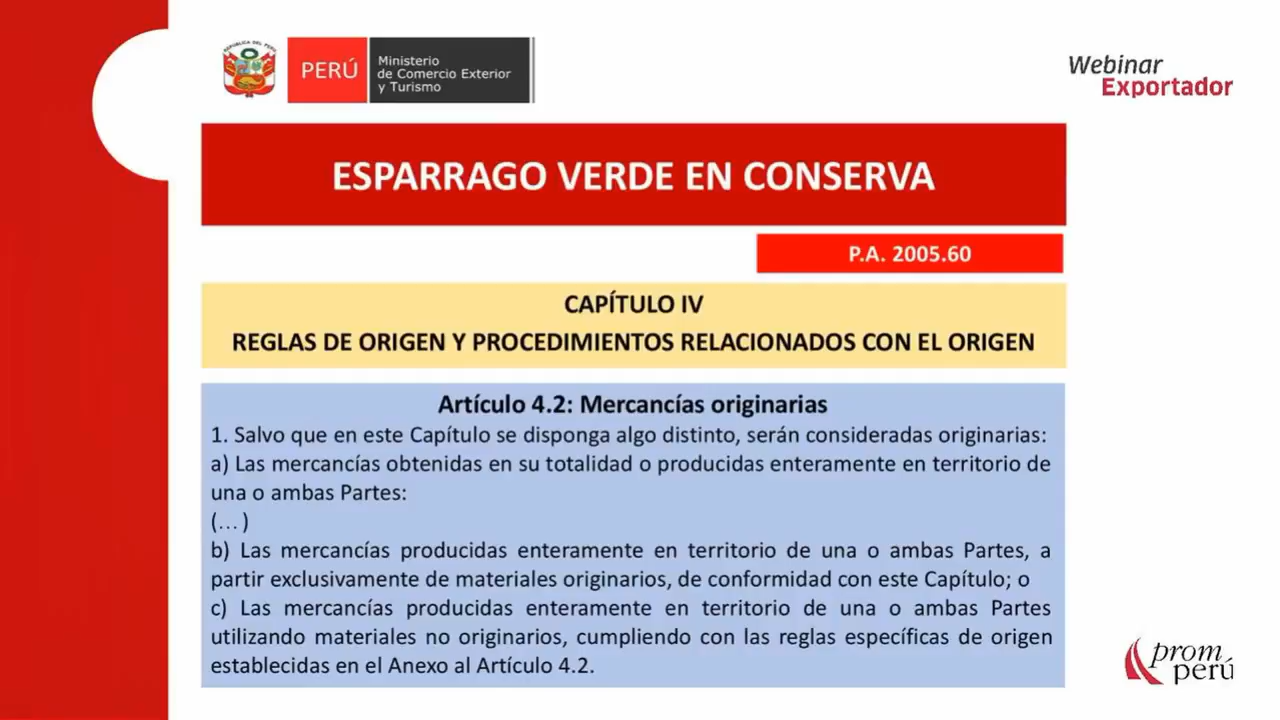 REPÚBLICA DEL PERÚ
PERÚ
Ministerio
de Comercio Exterior
y Turismo
Webinar
Exportador
ESPARRAGO VERDE EN CONSERVA
P.A. 2005.60
CAPÍTULO IV
REGLAS DE ORIGEN Y PROCEDIMIENTOS RELACIONADOS CON EL ORIGEN
Artículo 4.2: Mercancías originarias
1. Salvo que en este Capítulo se disponga algo distinto, serán consideradas originarias:
a) Las mercancías obtenidas en su totalidad o producidas enteramente en territorio de
una o ambas Partes:
(...)
b) Las mercancías producidas enteramente en territorio de una o ambas Partes, a
partir exclusivamente de materiales originarios, de conformidad con este Capítulo; o
c) Las mercancías producidas enteramente en territorio de una o ambas Partes
utilizando materiales no originarios, cumpliendo con las reglas específicas de origen
establecidas en el Anexo al Artículo 4.2.
prom
perú